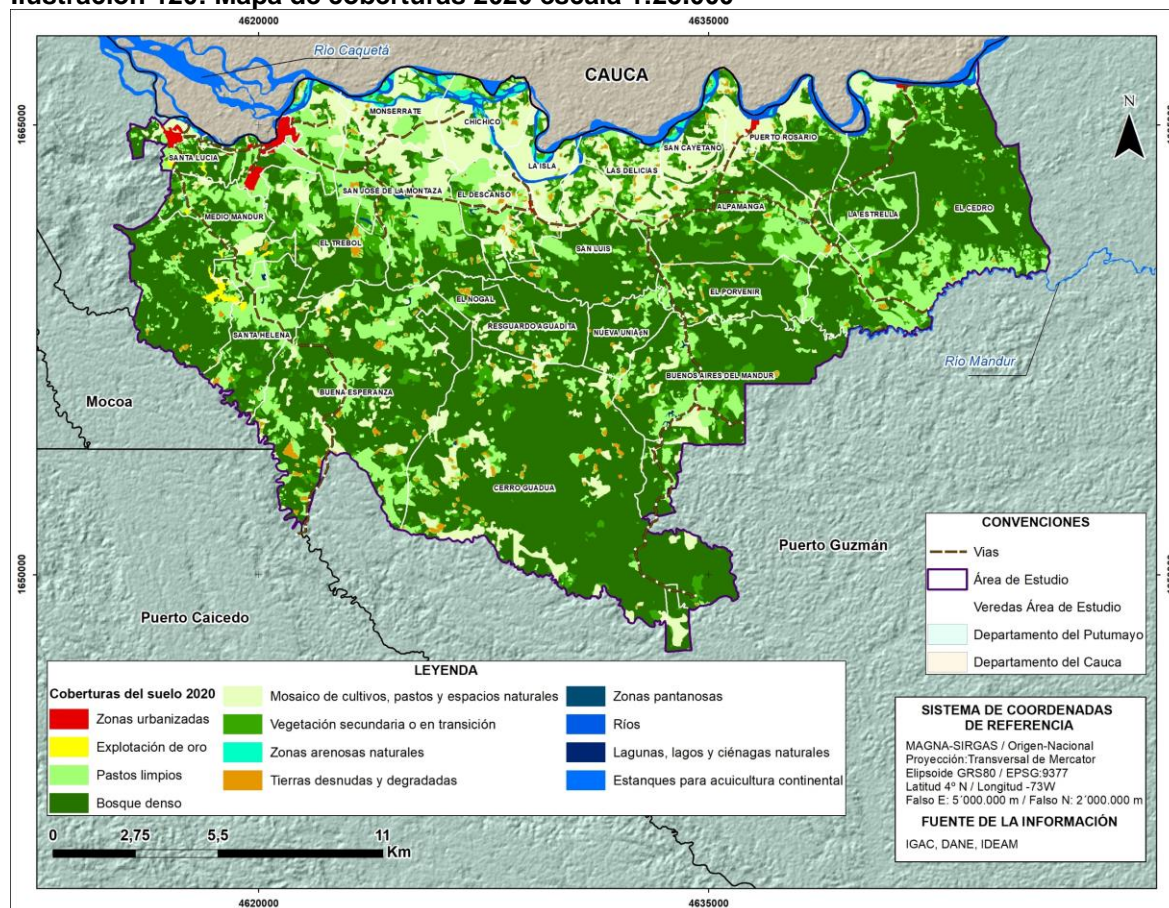 Ilustración 120: Mapa de coberturas 2020 escala 1:25.000
4620000
4635000
Río Caquetá
CAUCA
N
1665000
MONSERRATE
CHICHICO
PUERTO ROSARIO
SAN CAYETANO
SANTA LUCIA
LA ISLA
LAS DELICIAS
SAN JOSE DE LA MONTAZA
EL DESCANSO
ALPAMANGA
EL CEDRO
MEDIO MANDUR
LA ESTRELLA
EL TREBOL
SAN LUIS
EL PORVENIR
EL NOGAL
RESGUARDO AGUADITA
NUEVA UNIÃ¿N
SANTA HELENA
Río Mandur
BUENOS AIRES DEL MANDUR
BUENA ESPERANZA
Mocoa
CERRO GUADUA
Puerto Guzmán
1650000
Puerto Caicedo
CONVENCIONES
Vias
Área de Estudio
Veredas Área de Estudio
Departamento del Putumayo
Departamento del Cauca
LEYENDA
Coberturas del suelo 2020
Zonas urbanizadas
Explotación de oro
Pastos limpios
Bosque denso
Mosaico de cultivos, pastos y espacios naturales
Vegetación secundaria o en transición
Zonas arenosas naturales
Tierras desnudas y degradadas
Zonas pantanosas
Ríos
Lagunas, lagos y ciénagas naturales
Estanques para acuicultura continental
0 2,75 5,5 11
Km
SISTEMA DE COORDENADAS
DE REFERENCIA
MAGNA-SIRGAS / Origen-Nacional
Proyección:Transversal de Mercator
Elipsoide GRS80 / EPSG:9377
Latitud 4º N / Longitud -73W
Falso E: 5´000.000 m / Falso N: 2´000.000 m
FUENTE DE LA INFORMACIÓN
IGAC, DANE, IDEAM
4620000
4635000